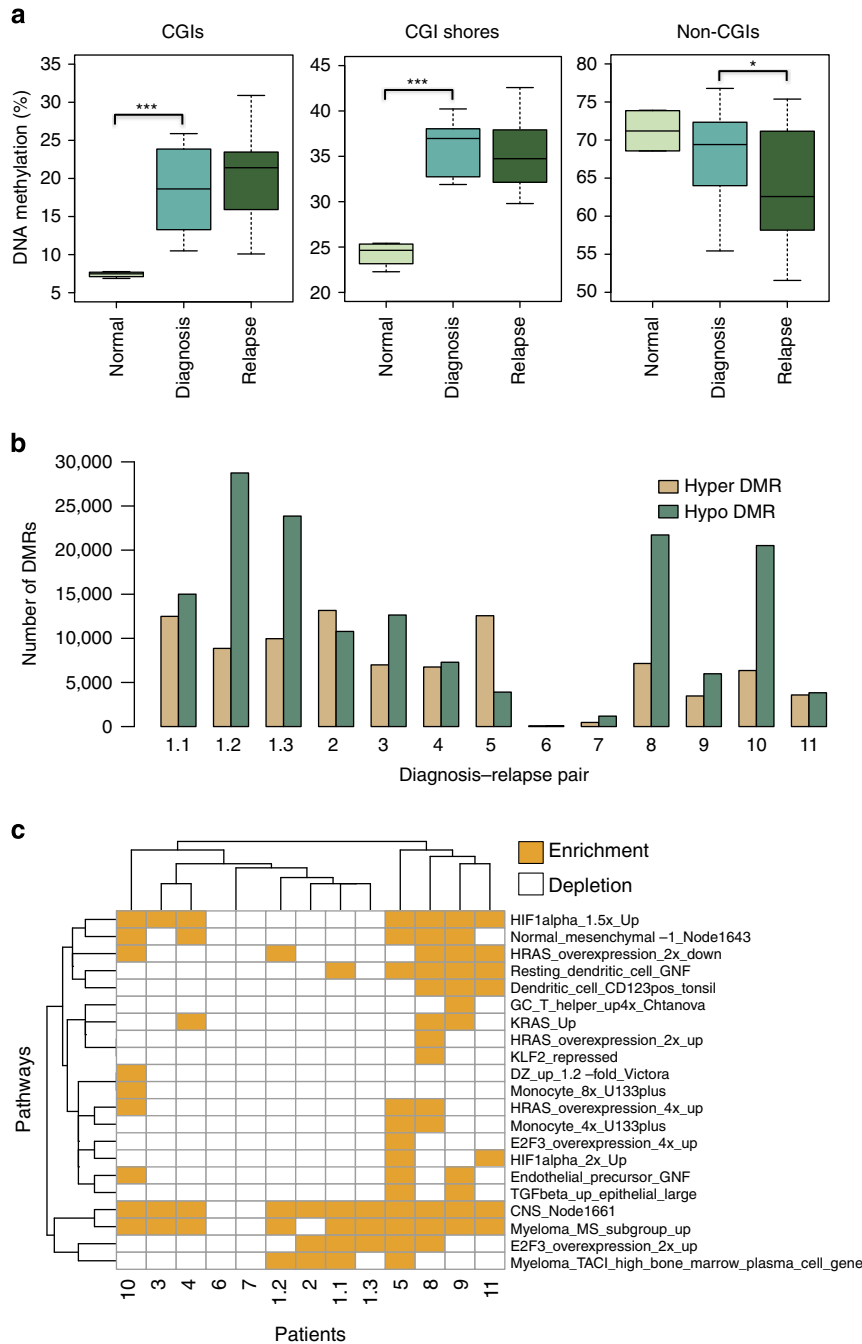 a
CGIs
CGI shores
Non-CGIs
DNA methylation (%)
35
30
25
20
15
10
5
***
Normal
Diagnosis
Relapse
45
40
35
30
25
20
***
Normal
Diagnosis
Relapse
80
75
70
65
60
55
50
*
Normal
Diagnosis
Relapse
b
Number of DMRs
30,000
25,000
20,000
15,000
10,000
5,000
0
Hyper DMR
Hypo DMR
1.1 1.2 1.3 2 3 4 5 6 7 8 9 10 11
Diagnosis–relapse pair
c
Enrichment
Depletion
Pathways
HIF1alpha_1.5x_Up
Normal_mesenchymal –1_Node1643
HRAS_overexpression_2x_down
Resting_dendritic_cell_GNF
Dendritic_cell_CD123pos_tonsil
GC_T_helper_up4x_Chtanova
KRAS_Up
HRAS_overexpression_2x_up
KLF2_repressed
DZ_up_1.2 –fold_Victora
Monocyte_8x_U133plus
HRAS_overexpression_4x_up
Monocyte_4x_U133plus
E2F3_overexpression_4x_up
HIF1alpha_2x_Up
Endothelial_precursor_GNF
TGFbeta_up_epithelial_large
CNS_Node1661
Myeloma_MS_subgroup_up
E2F3_overexpression_2x_up
Myeloma_TACI_high_bone_marrow_plasma_cell_gene
10 3 4 6 7 1.2 2 1.1 1.3 5 8 9 11
Patients